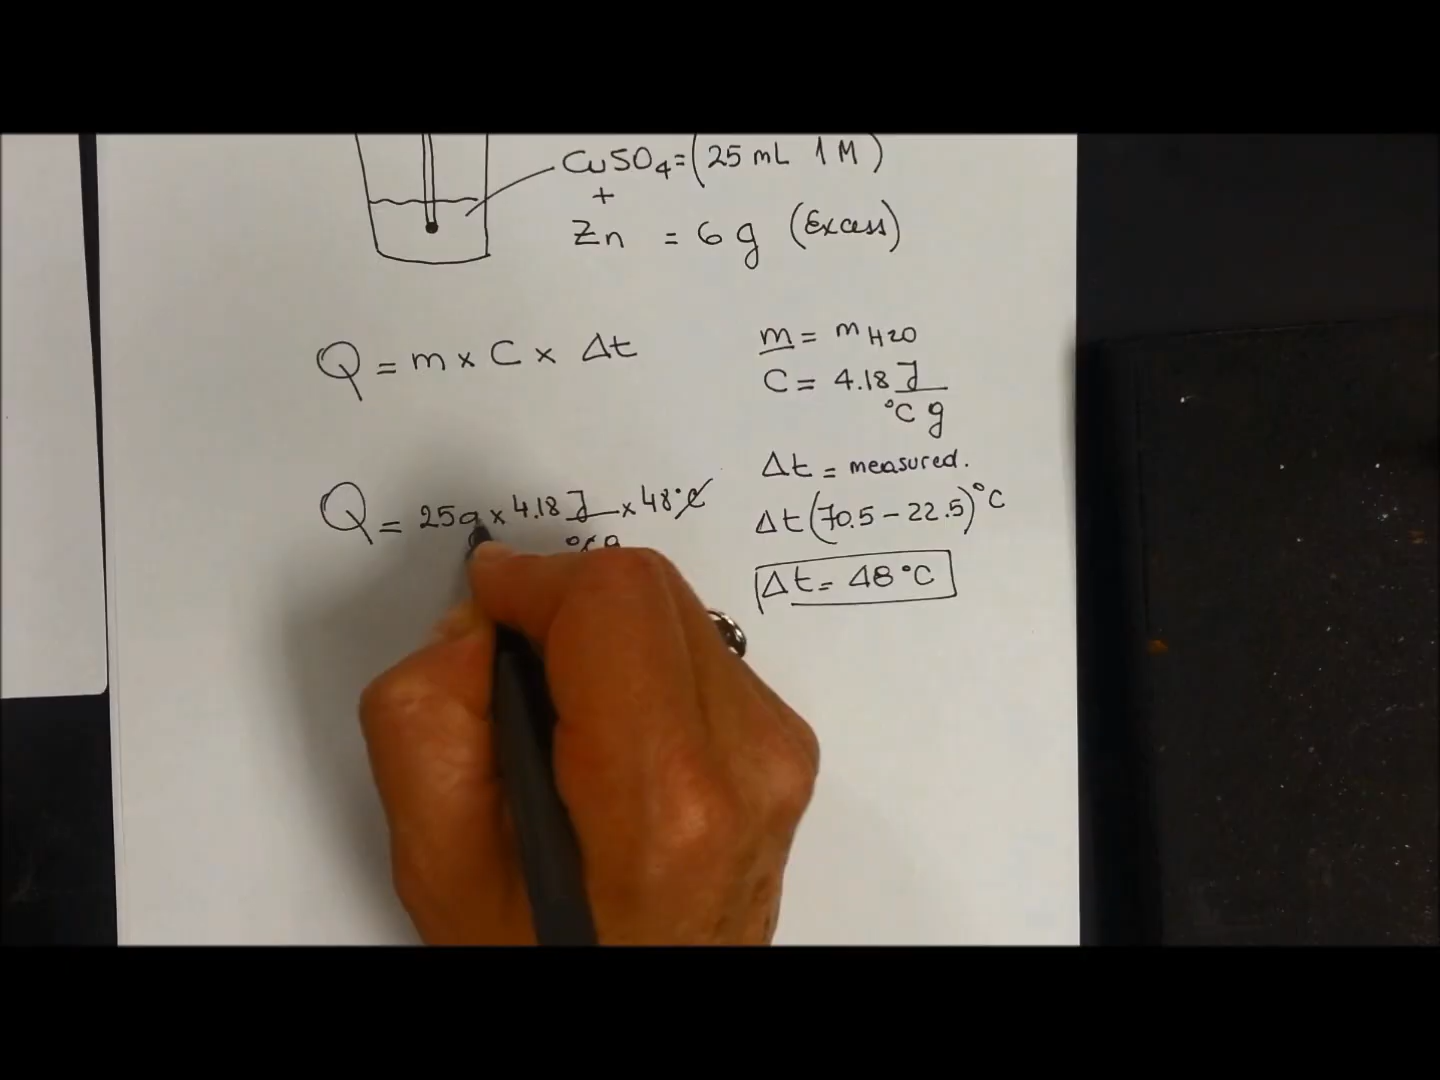 CuSO4 = (25 mL 1 M)
+
Zn = 6 g (Excess)
Q = m x C x Δt
m = mH2O
C = 4.18 J
°C g
Δt = measured.
Q = 25g x 4.18 J x 48°C
°C g
Δt (70.5 - 22.5)°C
Δt = 48°C